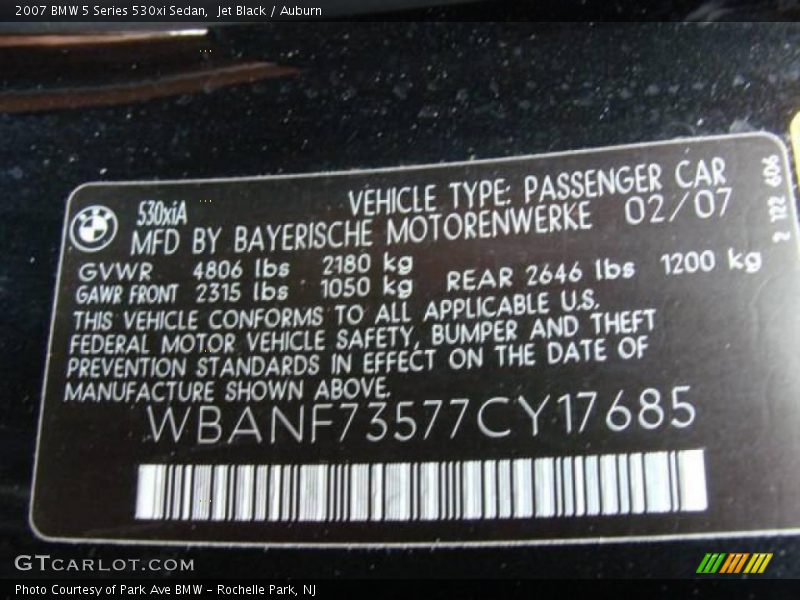 2007 BMW 5 Series 530xi Sedan, Jet Black / Auburn
BMW
530xiA
VEHICLE TYPE: PASSENGER CAR
MFD BY BAYERISCHE MOTORENWERKE 02/07
GVWR 4806 lbs 2180 kg
GAWR FRONT 2315 lbs 1050 kg REAR 2646 lbs 1200 kg
THIS VEHICLE CONFORMS TO ALL APPLICABLE U.S.
FEDERAL MOTOR VEHICLE SAFETY, BUMPER AND THEFT
PREVENTION STANDARDS IN EFFECT ON THE DATE OF
MANUFACTURE SHOWN ABOVE.
WBANF73577CY17685
2 122 606
GTCARLOT.COM
Photo Courtesy of Park Ave BMW - Rochelle Park, NJ